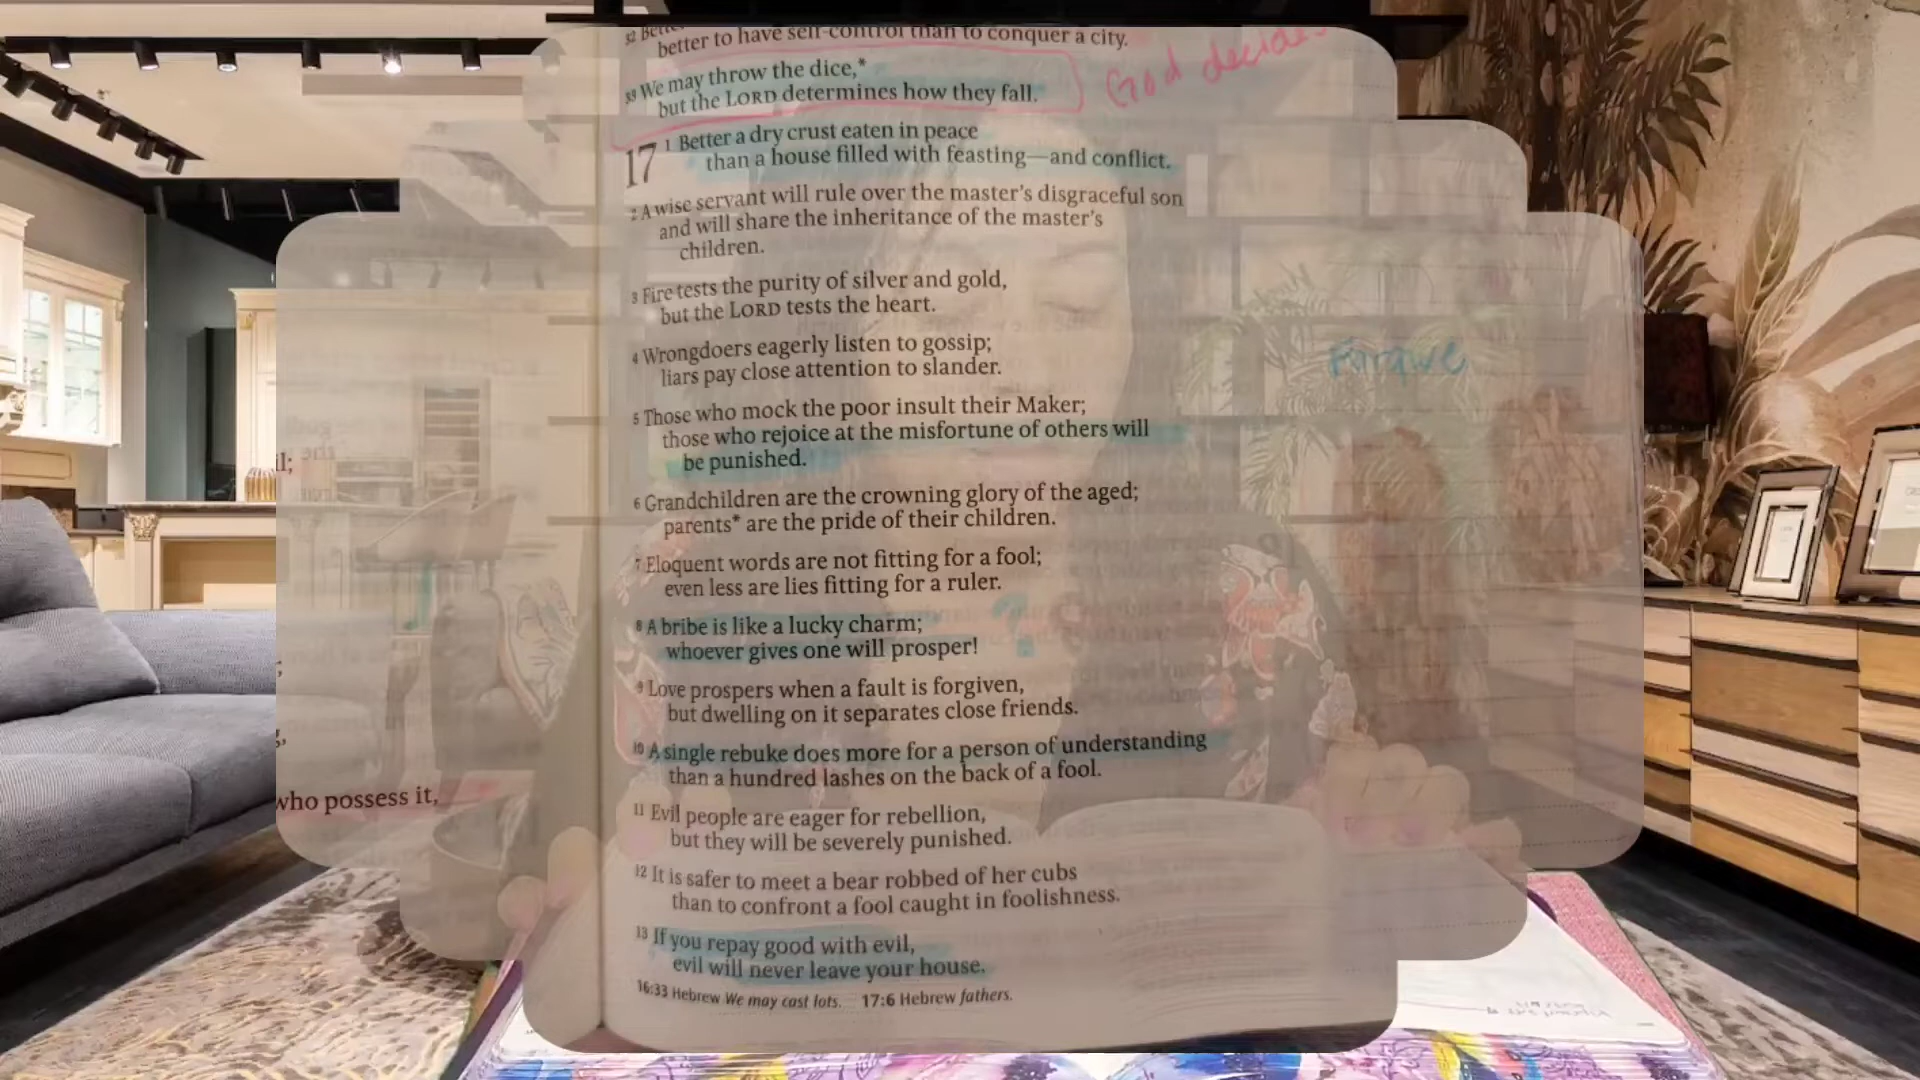 32 Bette
better to have self-control than to conquer a city.
33 We may throw the dice,*
but the LORD determines how they fall.
God decides
17 1 Better a dry crust eaten in peace
than a house filled with feasting—and conflict.
2 A wise servant will rule over the master's disgraceful son
and will share the inheritance of the master's
children.
3 Fire tests the purity of silver and gold,
but the LORD tests the heart.
4 Wrongdoers eagerly listen to gossip;
liars pay close attention to slander.
Forgive
5 Those who mock the poor insult their Maker;
those who rejoice at the misfortune of others will
be punished.
il;
6 Grandchildren are the crowning glory of the aged;
parents* are the pride of their children.
7 Eloquent words are not fitting for a fool;
even less are lies fitting for a ruler.
8 A bribe is like a lucky charm;
whoever gives one will prosper!
?
9 Love prospers when a fault is forgiven,
but dwelling on it separates close friends.
10 A single rebuke does more for a person of understanding
than a hundred lashes on the back of a fool.
who possess it,
11 Evil people are eager for rebellion,
but they will be severely punished.
12 It is safer to meet a bear robbed of her cubs
than to confront a fool caught in foolishness.
13 If you repay good with evil,
evil will never leave your house.
16:33 Hebrew We may cast lots. 17:6 Hebrew fathers.